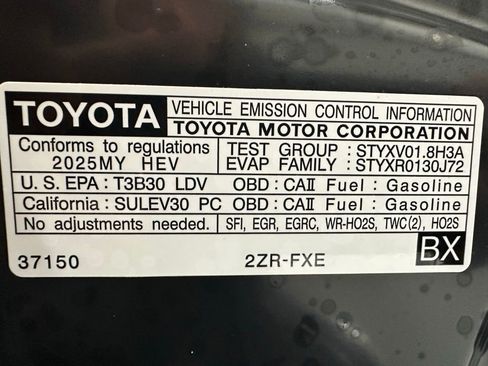 TOYOTA
VEHICLE EMISSION CONTROL INFORMATION
TOYOTA MOTOR CORPORATION
Conforms to regulations
2025MY HEV
TEST GROUP : STYXV01.8H3A
EVAP FAMILY : STYXR0130J72
U.S. EPA : T3B30 LDV OBD : CAII Fuel : Gasoline
California : SULEV30 PC OBD : CAII Fuel : Gasoline
No adjustments needed. SFI, EGR, EGRC, WR-HO2S, TWC(2), HO2S
37150 2ZR-FXE BX